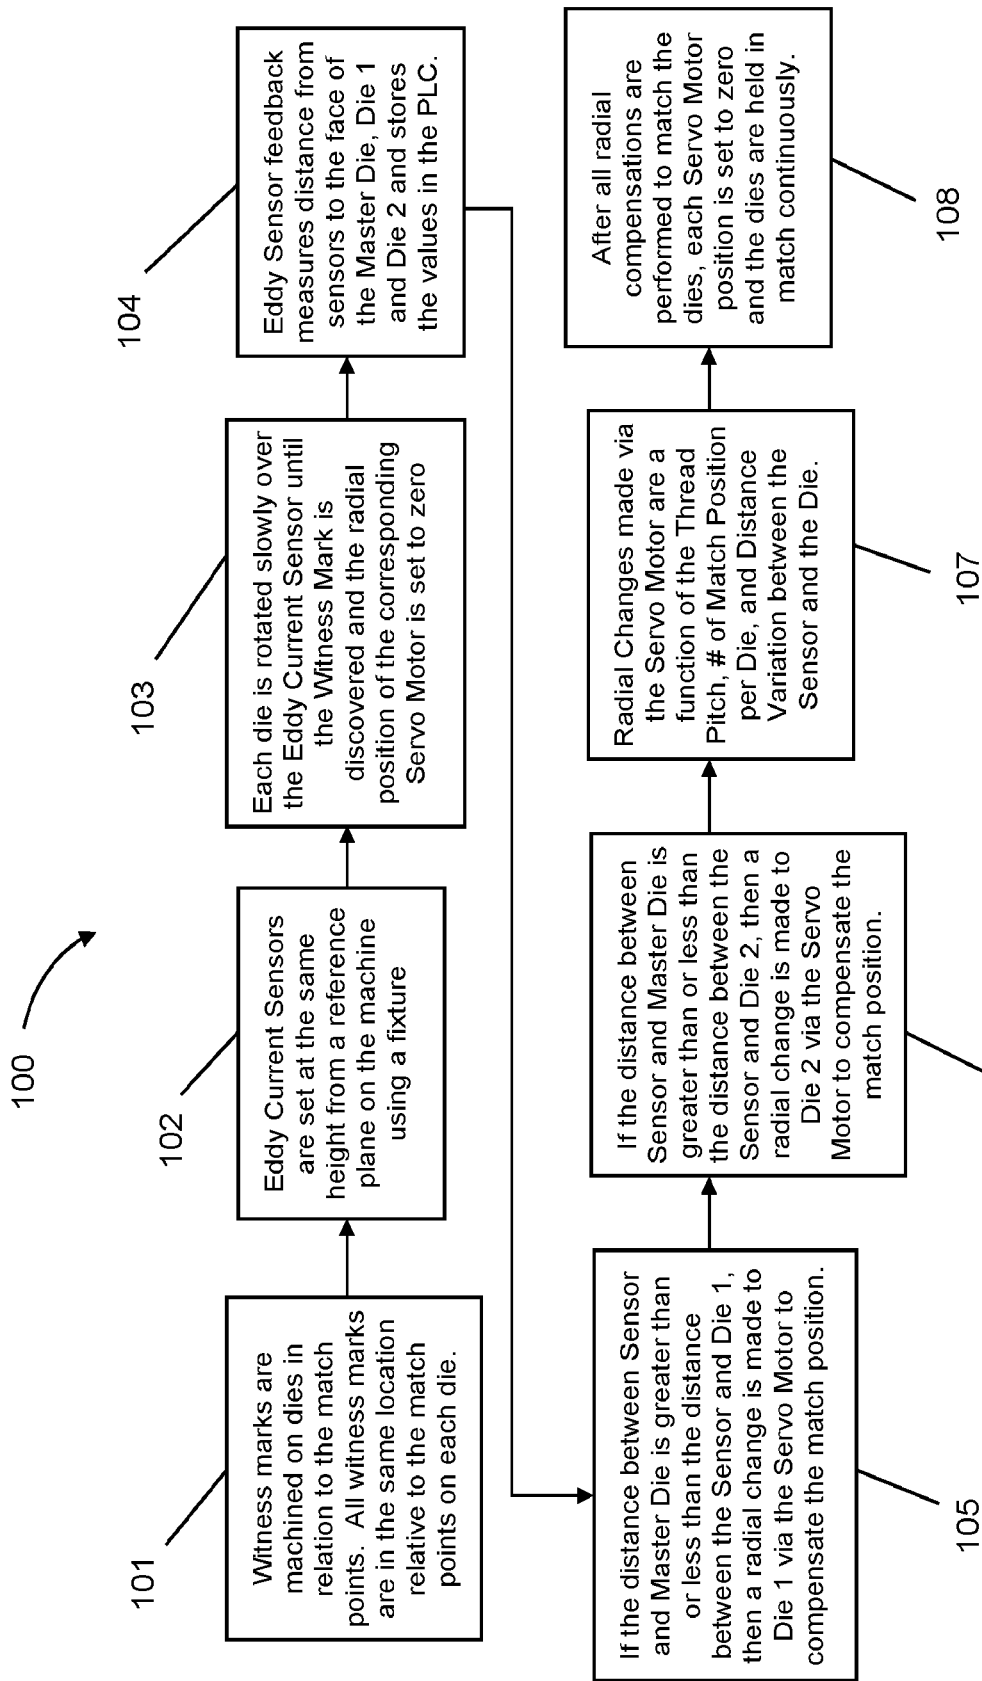 100
101
Witness marks are
machined on dies in
relation to the match
points. All witness marks
are in the same location
relative to the match
points on each die.
102
Eddy Current Sensors
are set at the same
height from a reference
plane on the machine
using a fixture
103
Each die is rotated slowly over
the Eddy Current Sensor until
the Witness Mark is
discovered and the radial
position of the corresponding
Servo Motor is set to zero
104
Eddy Sensor feedback
measures distance from
sensors to the face of
the Master Die, Die 1
and Die 2 and stores
the values in the PLC.
If the distance between Sensor
and Master Die is greater than
or less than the distance
between the Sensor and Die 1,
then a radial change is made to
Die 1 via the Servo Motor to
compensate the match position.
105
If the distance between
Sensor and Master Die is
greater than or less than
the distance between the
Sensor and Die 2, then a
radial change is made to
Die 2 via the Servo
Motor to compensate the
match position.
Radial Changes made via
the Servo Motor are a
function of the Thread
Pitch, # of Match Position
per Die, and Distance
Variation between the
Sensor and the Die.
107
After all radial
compensations are
performed to match the
dies, each Servo Motor
position is set to zero
and the dies are held in
match continuously.
108